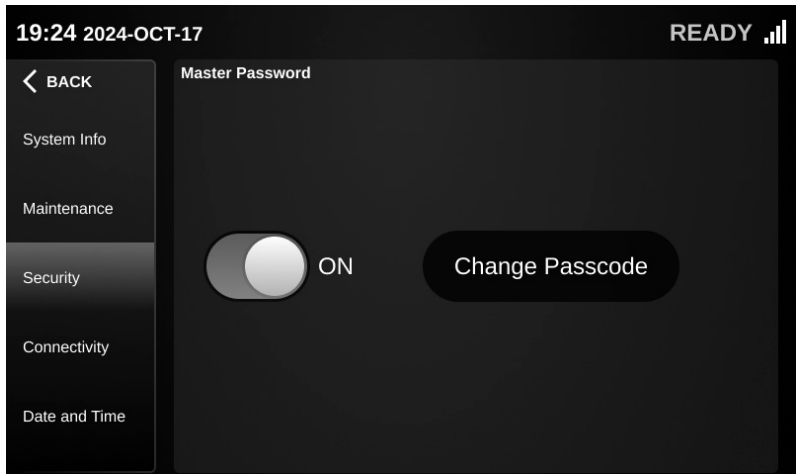 19:24 2024-OCT-17
READY
BACK
Master Password
System Info
Maintenance
Security
Connectivity
Date and Time
ON
Change Passcode